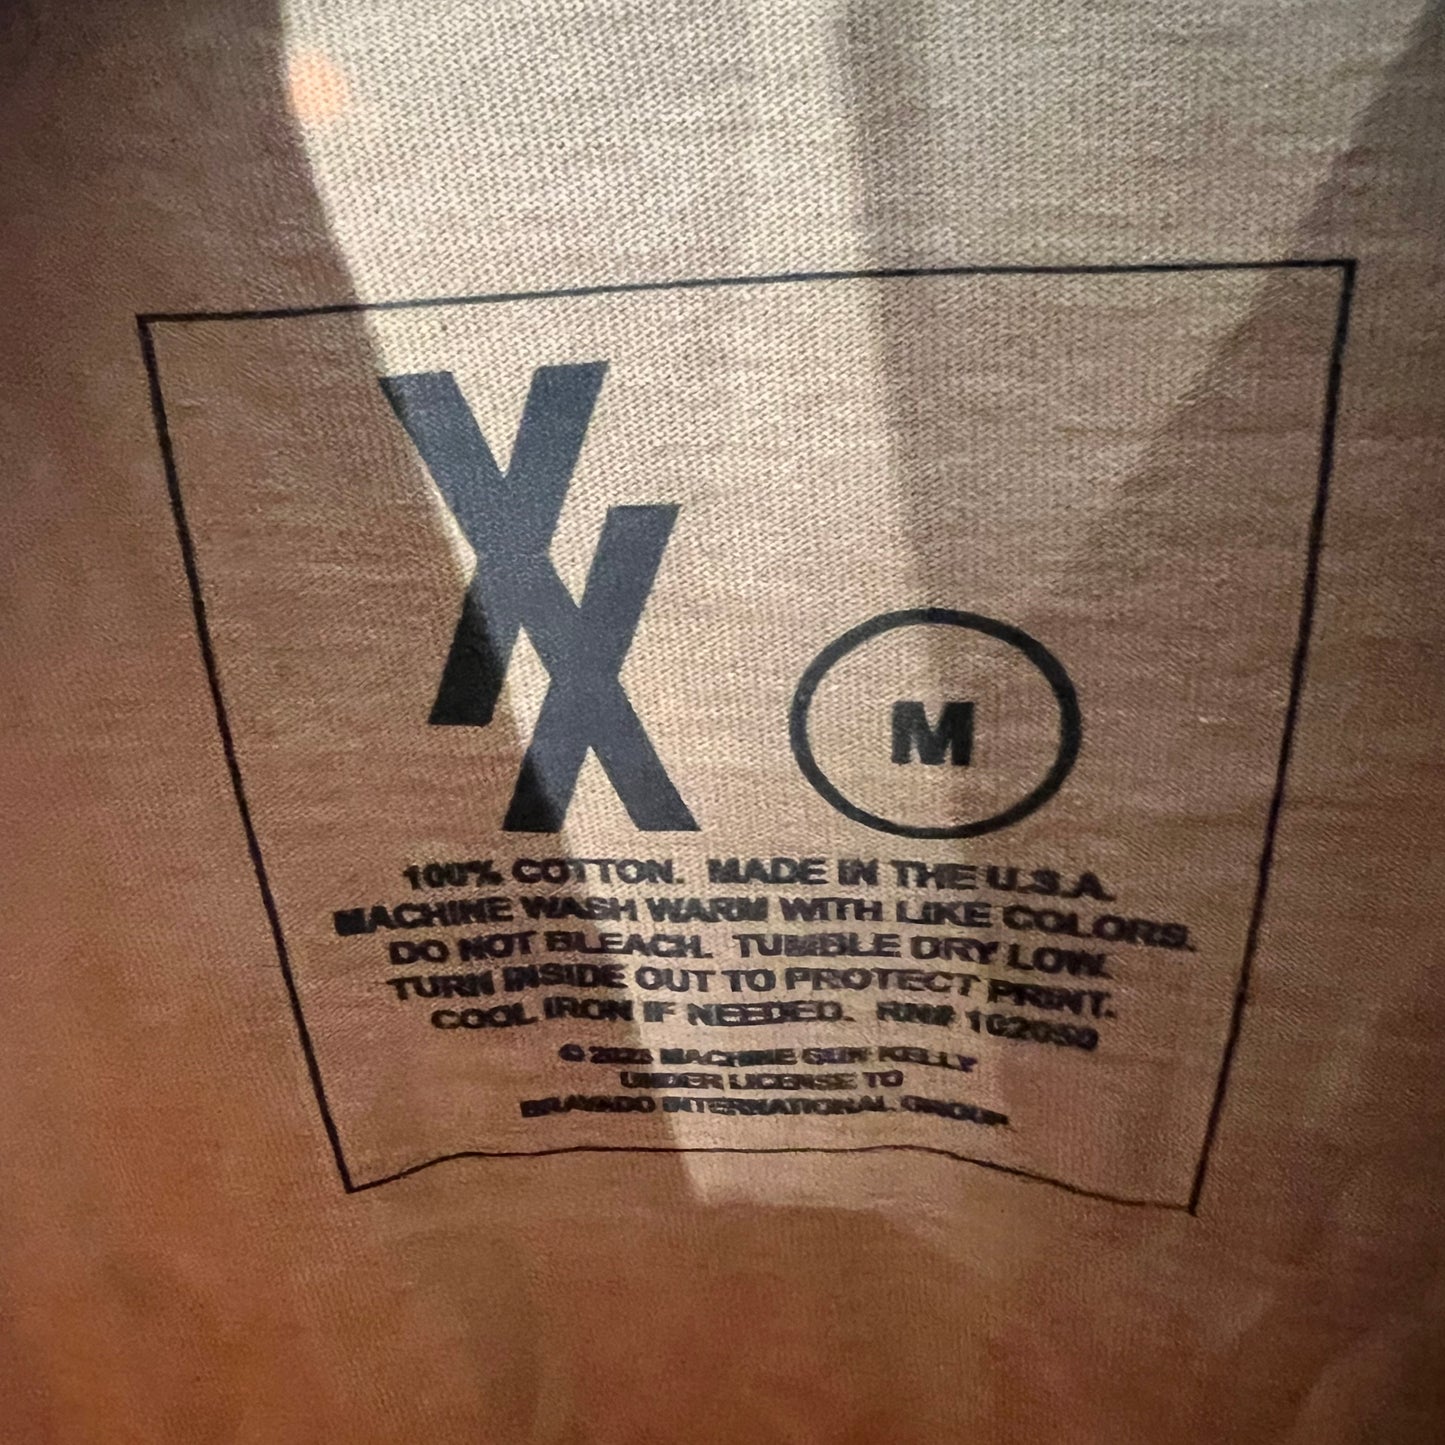 XX
M
100% COTTON. MADE IN THE U.S.A.
MACHINE WASH WARM WITH LIKE COLORS.
DO NOT BLEACH. TUMBLE DRY LOW.
TURN INSIDE OUT TO PROTECT PRINT.
COOL IRON IF NEEDED. RN#
© MACHINE GUN KELLY
UNDER LICENSE TO
BRAVADO INTERNATIONAL GROUP